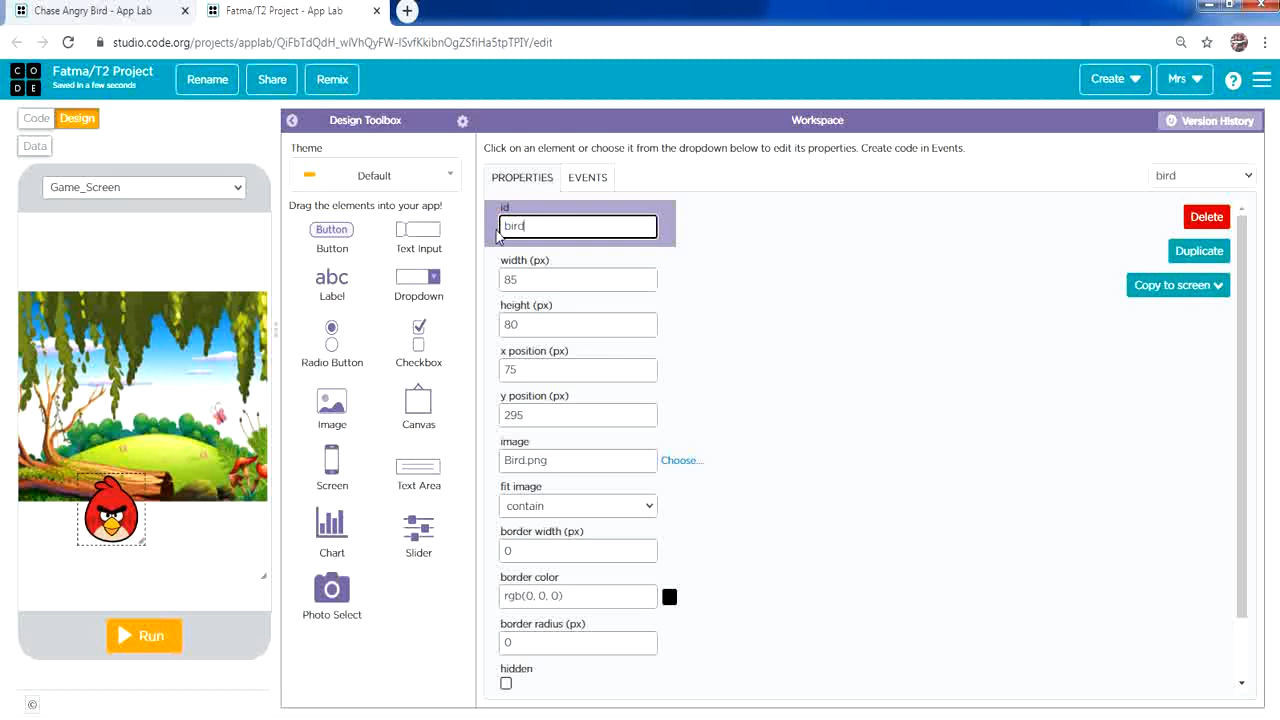 Chase Angry Bird - App Lab
Fatma/T2 Project - App Lab
studio.code.org/projects/applab/QiFbTdQdH_wlVhQyFW-lSvfKkibnOgZSfiHa5tpTPIY/edit
CO
DE
Fatma/T2 Project
Saved in a few seconds
Rename
Share
Remix
Create
Mrs
?
Code
Design
Data
Game_Screen
Run
©
Design Toolbox
Theme
Default
Drag the elements into your app!
Button
Button
Text Input
abc
Label
Dropdown
Radio Button
Checkbox
Image
Canvas
Screen
Text Area
Chart
Slider
Photo Select
Workspace
Version History
Click on an element or choose it from the dropdown below to edit its properties. Create code in Events.
PROPERTIES
EVENTS
bird
id
bird
width (px)
85
height (px)
80
x position (px)
75
y position (px)
295
image
Bird.png
Choose...
fit image
contain
border width (px)
0
border color
rgb(0, 0, 0)
border radius (px)
0
hidden
Delete
Duplicate
Copy to screen